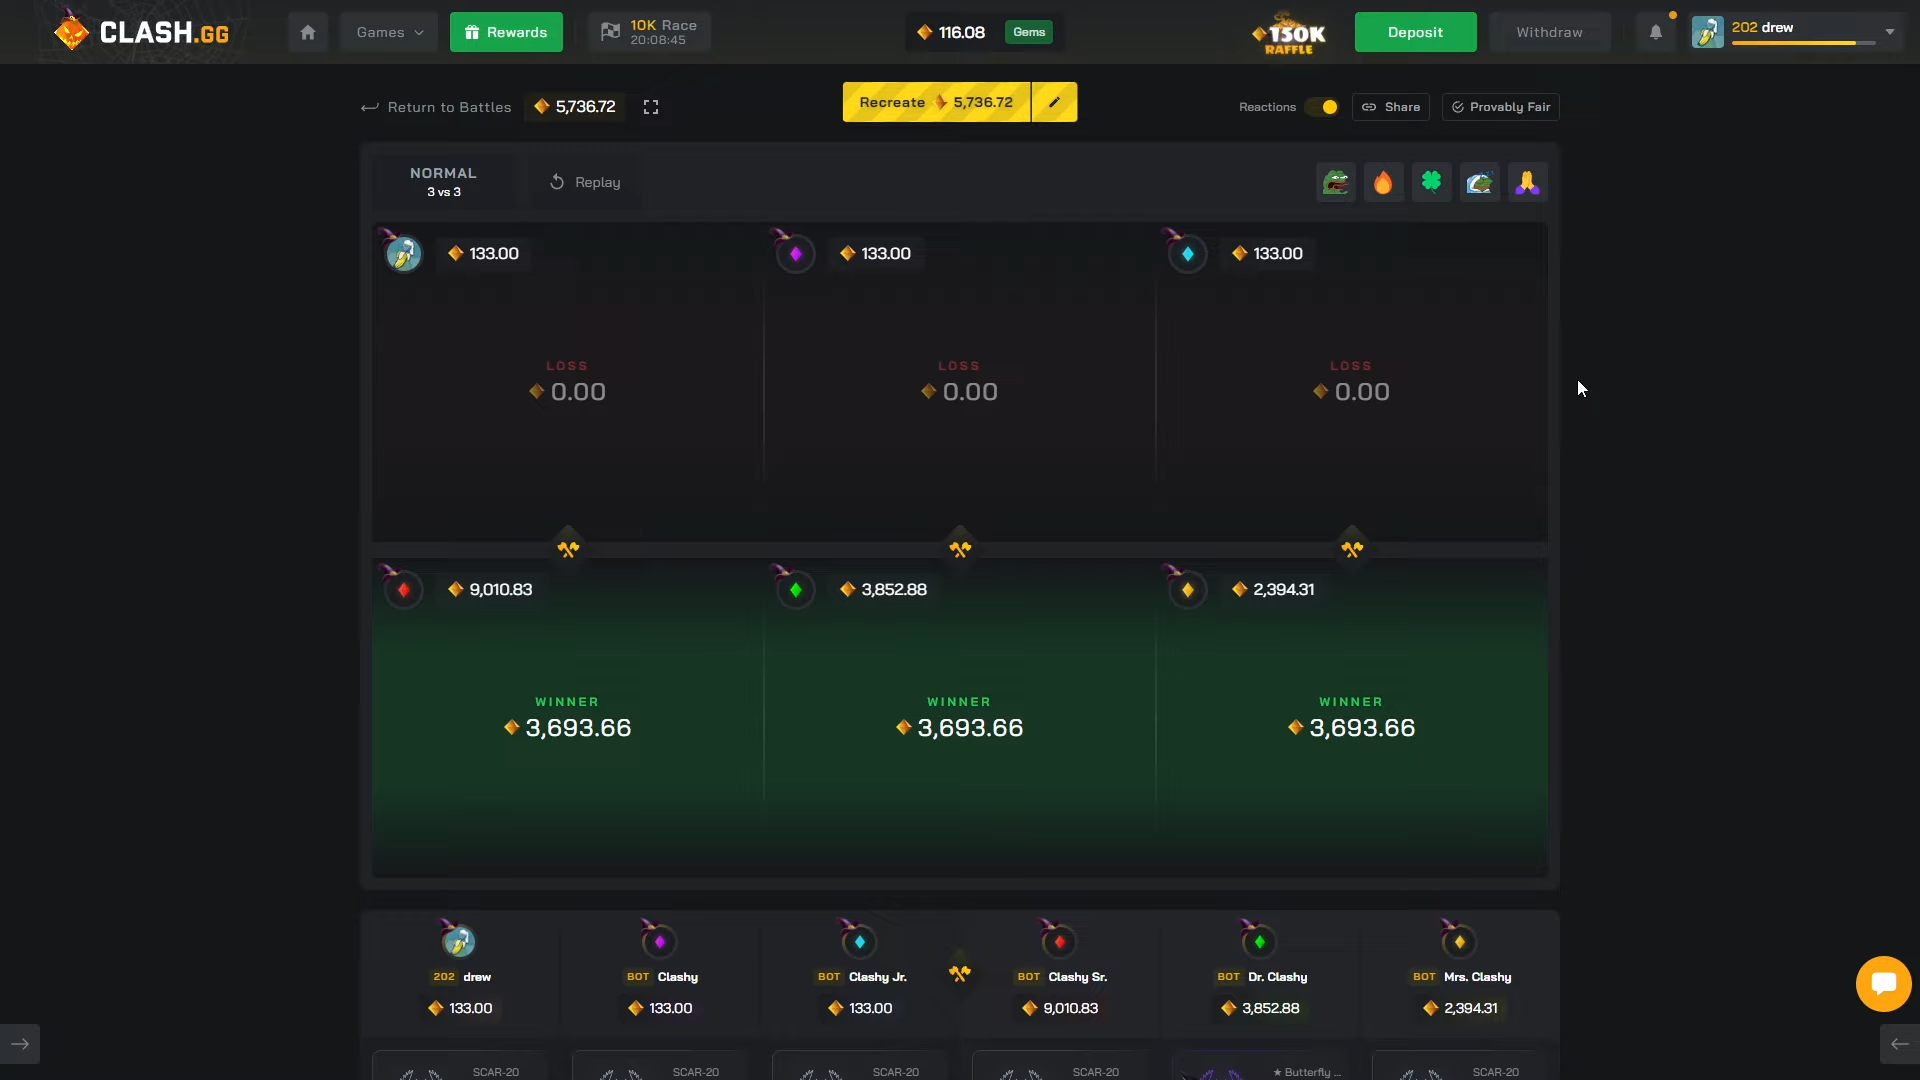 CLASH.GG
Games
Rewards
10K Race
20:08:45
116.08
Gems
130K
RAFFLE
Deposit
Withdraw
202 drew
Return to Battles
5,736.72
Recreate 5,736.72
Reactions
Share
Provably Fair
NORMAL
3 vs 3
Replay
133.00
133.00
133.00
LOSS
0.00
LOSS
0.00
LOSS
0.00
9,010.83
3,852.88
2,394.31
WINNER
3,693.66
WINNER
3,693.66
WINNER
3,693.66
202 drew
133.00
BOT Clashy
133.00
BOT Clashy Jr.
133.00
BOT Clashy Sr.
9,010.83
BOT Dr. Clashy
3,852.88
BOT Mrs. Clashy
2,394.31
SCAR-20
SCAR-20
SCAR-20
SCAR-20
★ Butterfly ...
SCAR-20